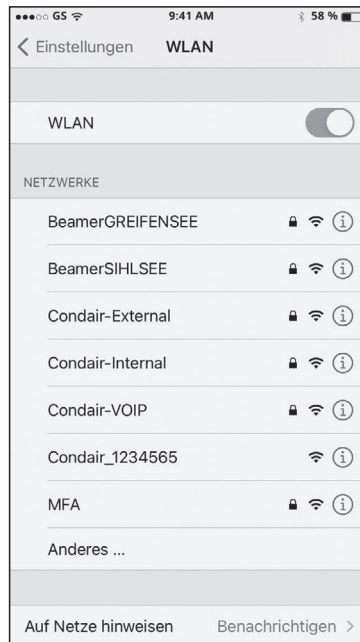 GS 9:41 AM 58 %
Einstellungen WLAN
WLAN
NETZWERKE
BeamerGREIFENSEE
BeamerSIHLSEE
Condair-External
Condair-Internal
Condair-VOIP
Condair_1234565
MFA
Anderes ...
Auf Netze hinweisen Benachrichtigen